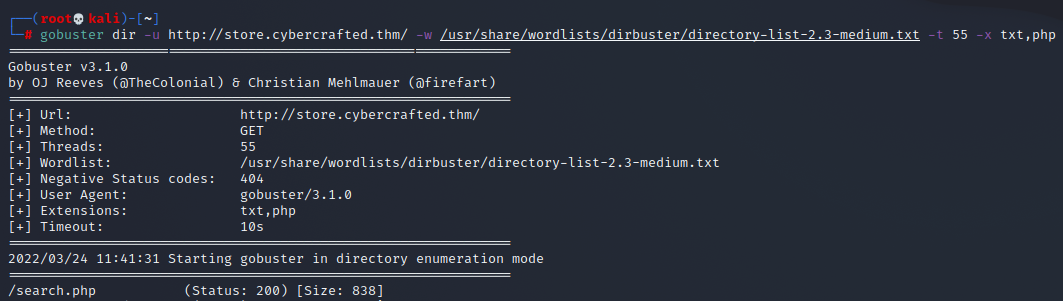 ┌──(root💀kali)-[~]
└─# gobuster dir -u http://store.cybercrafted.thm/ -w /usr/share/wordlists/dirbuster/directory-list-2.3-medium.txt -t 55 -x txt,php
===============================================================
Gobuster v3.1.0
by OJ Reeves (@TheColonial) & Christian Mehlmauer (@firefart)
===============================================================
[+] Url:                     http://store.cybercrafted.thm/
[+] Method:                  GET
[+] Threads:                 55
[+] Wordlist:                /usr/share/wordlists/dirbuster/directory-list-2.3-medium.txt
[+] Negative Status codes:   404
[+] User Agent:              gobuster/3.1.0
[+] Extensions:              txt,php
[+] Timeout:                 10s
===============================================================
2022/03/24 11:41:31 Starting gobuster in directory enumeration mode
===============================================================
/search.php           (Status: 200) [Size: 838]